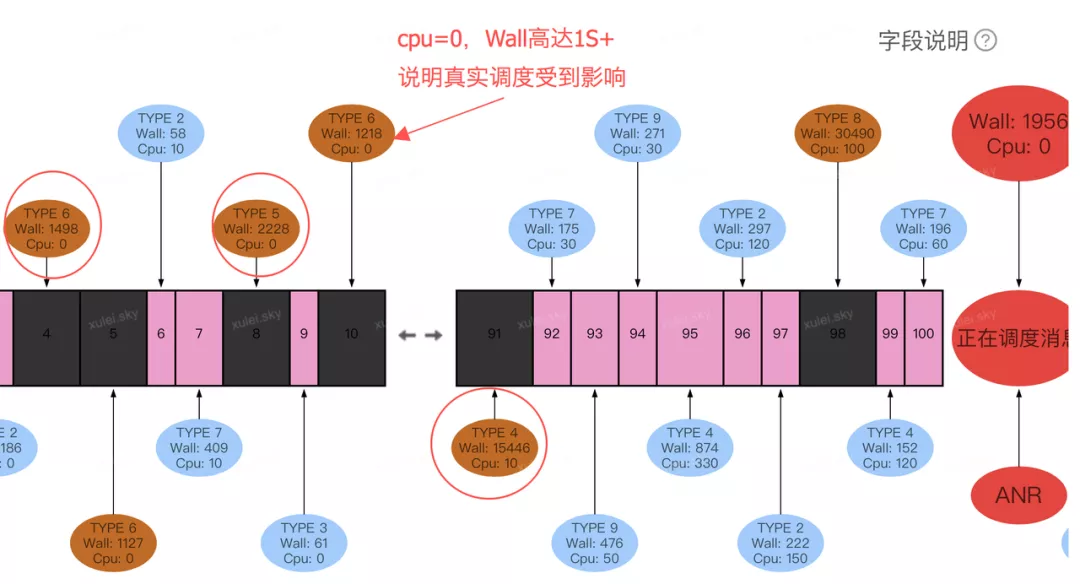 cpu=0，Wall高达1S+
说明真实调度受到影响
字段说明 ?
TYPE 2
Wall: 58
Cpu: 10
TYPE 6
Wall: 1218
Cpu: 0
TYPE 9
Wall: 271
Cpu: 30
TYPE 8
Wall: 30490
Cpu: 100
Wall: 1956
Cpu: 0
TYPE 6
Wall: 1498
Cpu: 0
TYPE 5
Wall: 2228
Cpu: 0
TYPE 7
Wall: 175
Cpu: 30
TYPE 2
Wall: 297
Cpu: 120
TYPE 7
Wall: 196
Cpu: 60
4
5
6
7
8
9
10
91
92
93
94
95
96
97
98
99
100
正在调度消息
xulei.sky
xulei.sky
xulei.sky
xulei.sky
E 2
186
0
TYPE 7
Wall: 409
Cpu: 10
TYPE 4
Wall: 15446
Cpu: 10
TYPE 4
Wall: 874
Cpu: 330
TYPE 4
Wall: 152
Cpu: 120
ANR
TYPE 6
Wall: 1127
Cpu: 0
TYPE 3
Wall: 61
Cpu: 0
TYPE 9
Wall: 476
Cpu: 50
TYPE 2
Wall: 222
Cpu: 150